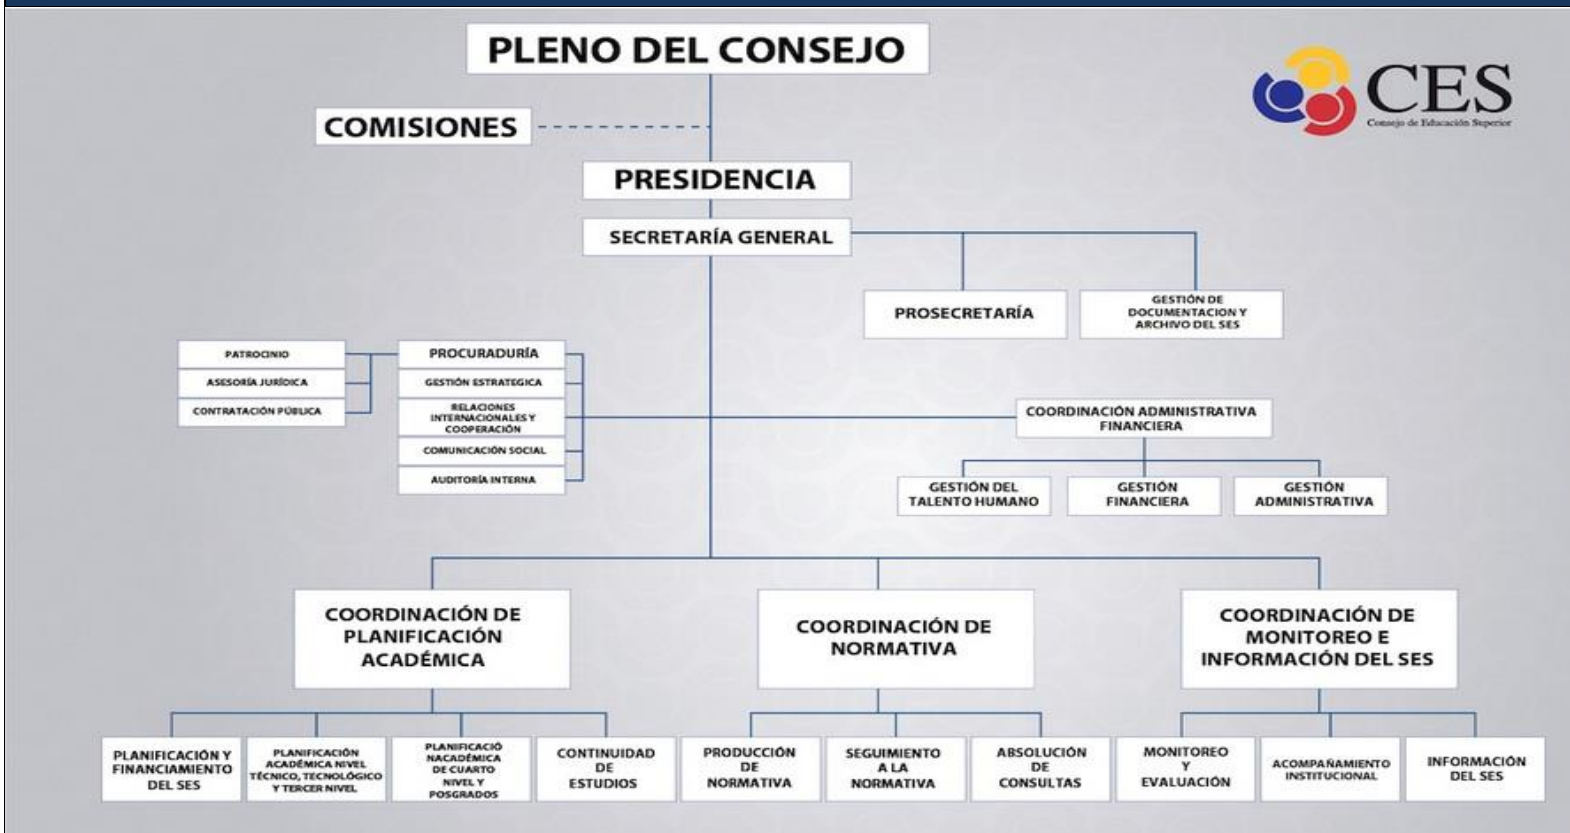 PLENO DEL CONSEJO
CES
Consejo de Educación Superior
COMISIONES
PRESIDENCIA
SECRETARÍA GENERAL
PROSECRETARÍA
GESTIÓN DE
DOCUMENTACION Y
ARCHIVO DEL SES
PATROCINIO
ASESORÍA JURÍDICA
CONTRATACIÓN PÚBLICA
PROCURADURÍA
GESTIÓN ESTRATEGICA
RELACIONES
INTERNACIONALES Y
COOPERACIÓN
COMUNICACIÓN SOCIAL
AUDITORÍA INTERNA
COORDINACIÓN ADMINISTRATIVA
FINANCIERA
GESTIÓN DEL
TALENTO HUMANO
GESTIÓN
FINANCIERA
GESTIÓN
ADMINISTRATIVA
COORDINACIÓN DE
PLANIFICACIÓN
ACADÉMICA
COORDINACIÓN DE
NORMATIVA
COORDINACIÓN DE
MONITOREO E
INFORMACIÓN DEL SES
PLANIFICACIÓN Y
FINANCIAMIENTO
DEL SES
PLANIFICACIÓN
ACADÉMICA NIVEL
TÉCNICO, TECNOLÓGICO
Y TERCER NIVEL
PLANIFICACIÓ
NACADÉMICA
DE CUARTO
NIVEL Y
POSGRADOS
CONTINUIDAD
DE
ESTUDIOS
PRODUCCIÓN
DE
NORMATIVA
SEGUIMIENTO
A LA
NORMATIVA
ABSOLUCIÓN
DE
CONSULTAS
MONITOREO
Y
EVALUACIÓN
ACOMPAÑAMIENTO
INSTITUCIONAL
INFORMACIÓN
DEL SES